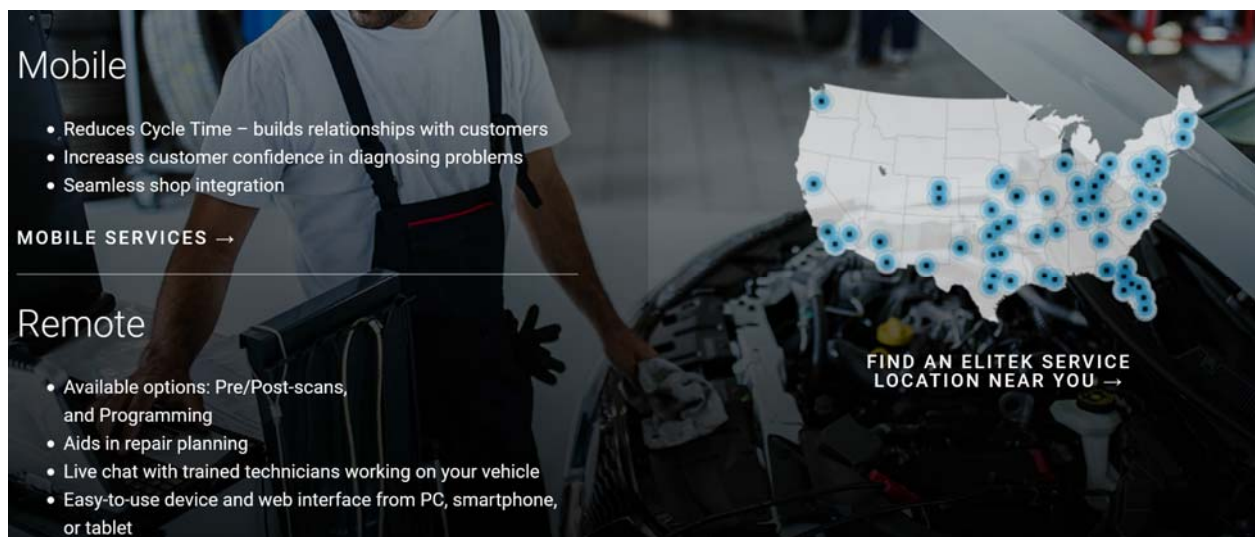 Mobile
• Reduces Cycle Time – builds relationships with customers
• Increases customer confidence in diagnosing problems
• Seamless shop integration
MOBILE SERVICES →
Remote
• Available options: Pre/Post-scans,
and Programming
• Aids in repair planning
• Live chat with trained technicians working on your vehicle
• Easy-to-use device and web interface from PC, smartphone,
or tablet
FIND AN ELITEK SERVICE
LOCATION NEAR YOU →